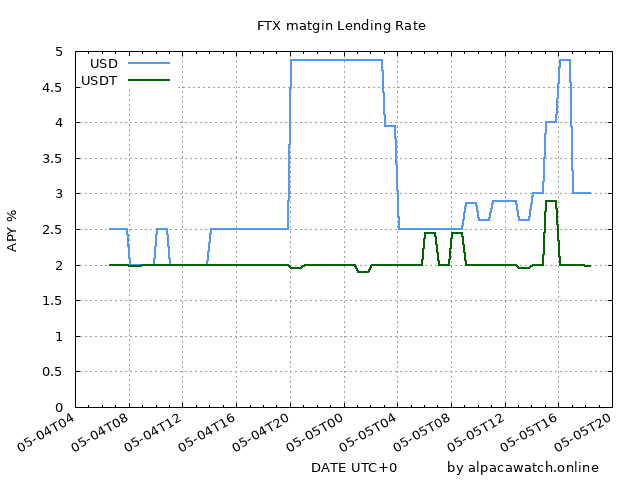 FTX matgin Lending Rate
USD
USDT
5
4.5
4
3.5
3
2.5
2
1.5
1
0.5
0
APY %
05-04T04
05-04T08
05-04T12
05-04T16
05-04T20
05-05T00
05-05T04
05-05T08
05-05T12
05-05T16
05-05T20
DATE UTC+0
by alpacawatch.online